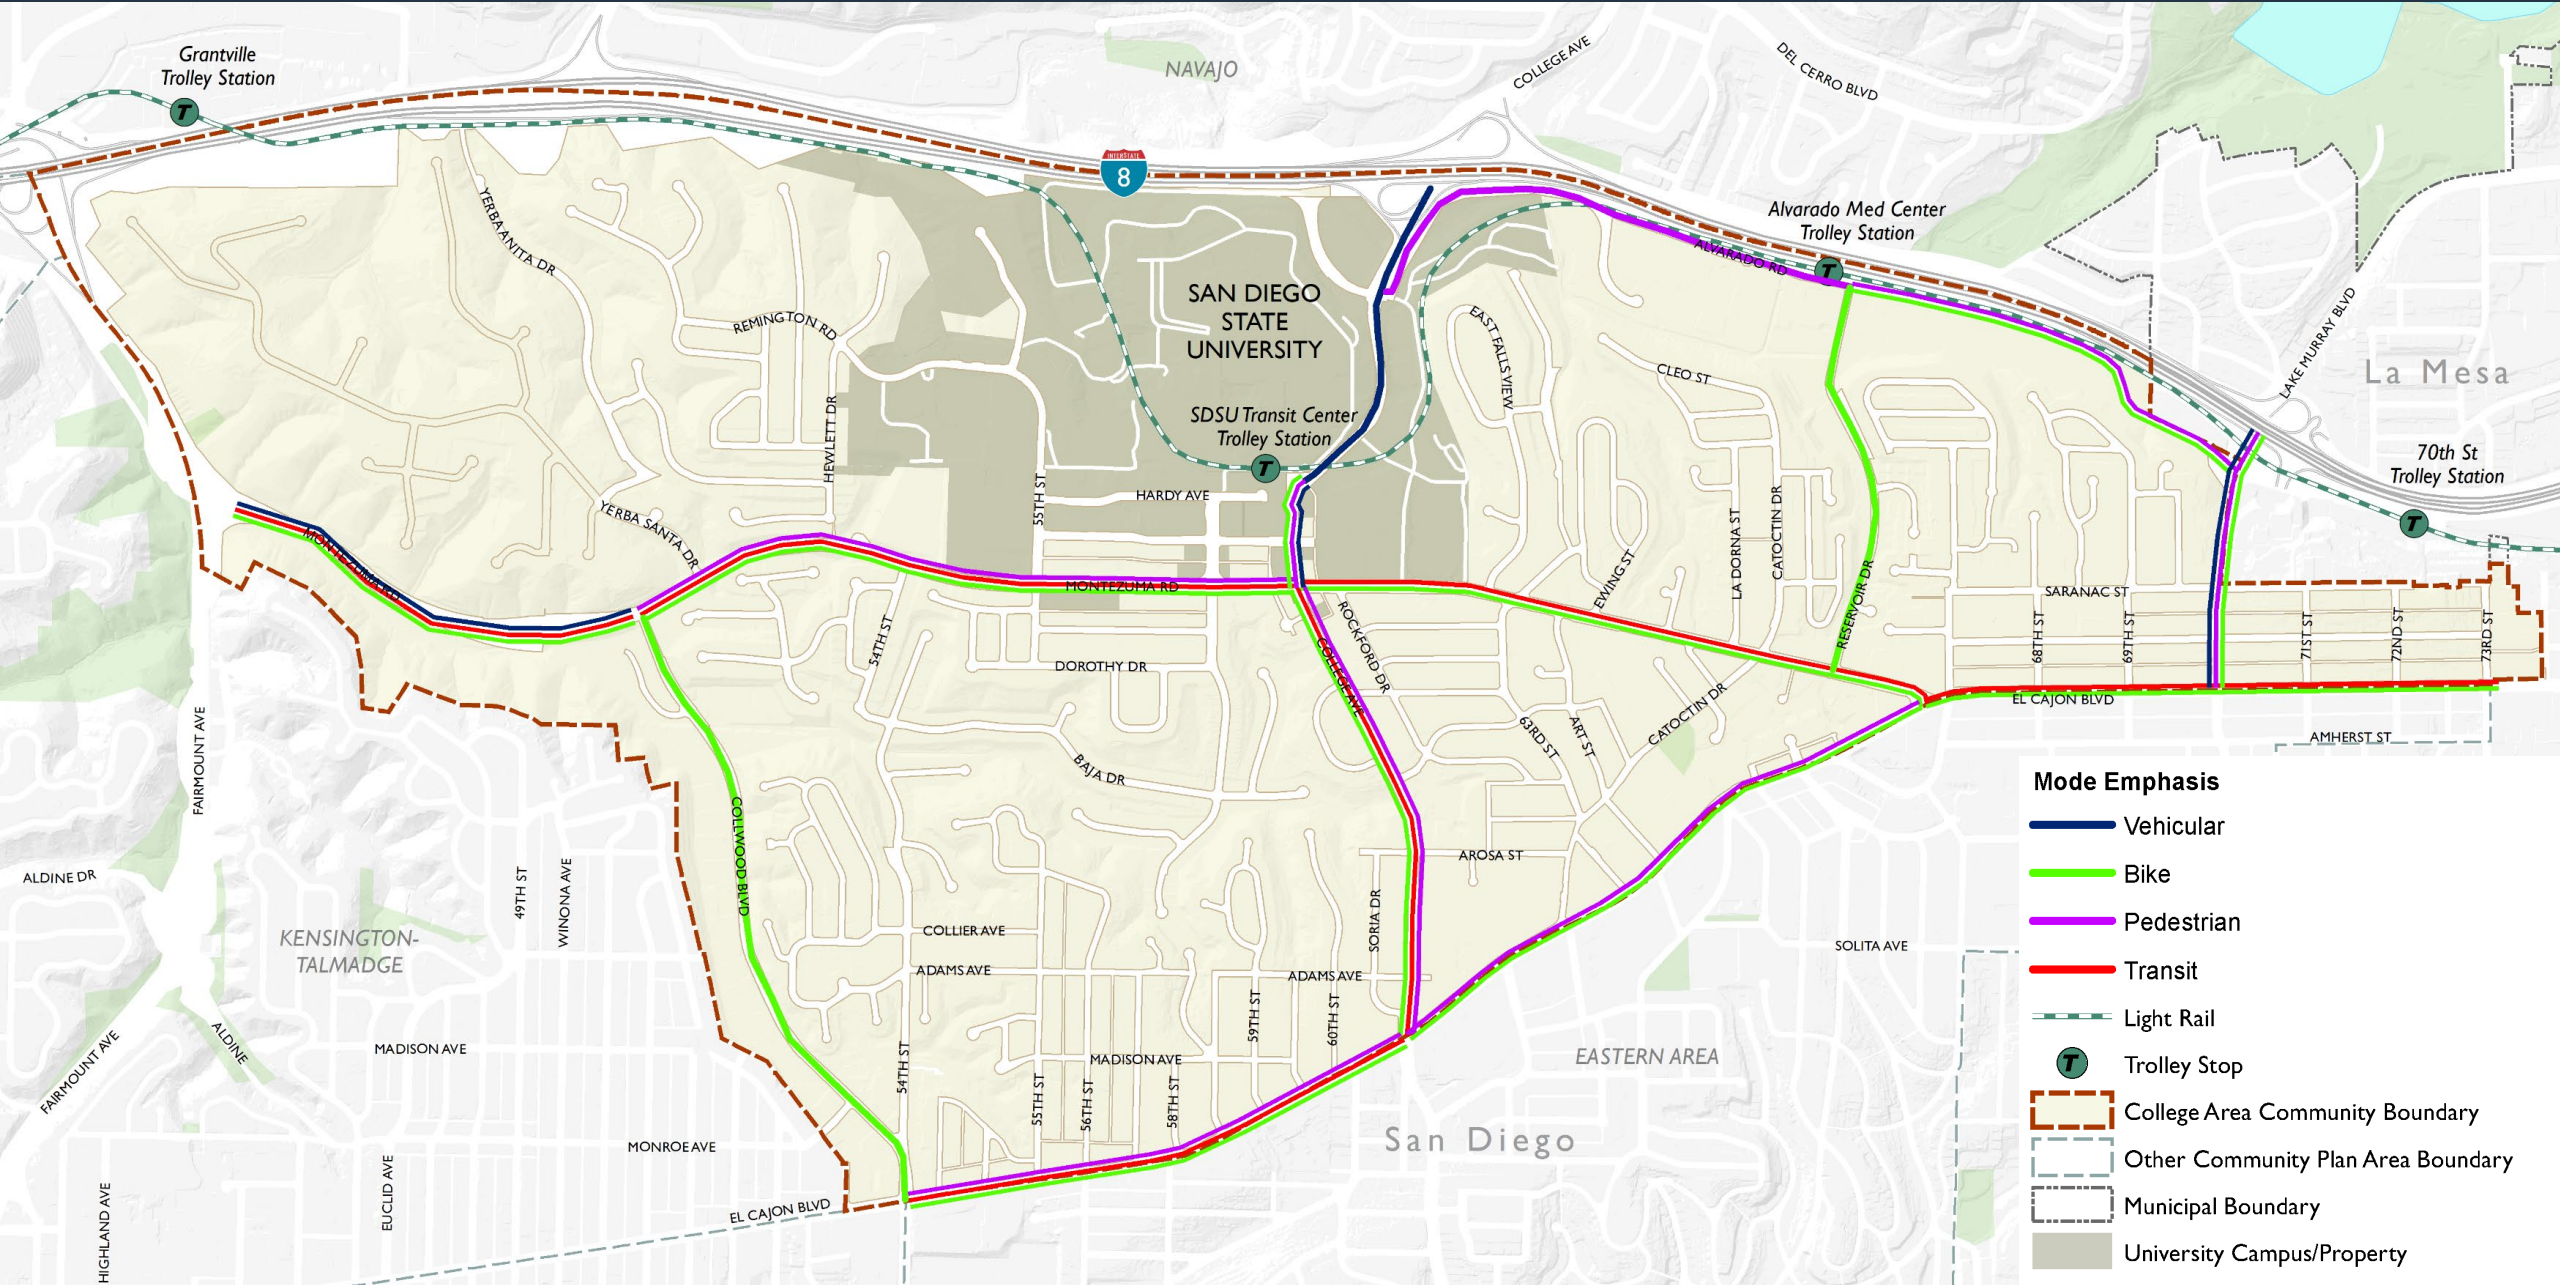 Grantville
Trolley Station
NAVAJO
COLLEGE AVE
DEL CERRO BLVD
INTERSTATE
8
YERBA ANITA DR
Alvarado Med Center
Trolley Station
T
T
ALVARADO RD
SAN DIEGO
STATE
UNIVERSITY
REMINGTON RD
EAST FALLS VIEW
CLEO ST
LAKE MURRAY BLVD
La Mesa
HEWLETT DR
SDSU Transit Center
Trolley Station
T
70th St
Trolley Station
T
55TH ST
HARDY AVE
YERBA SANTA DR
MONTEZUMA RD
MONTEZUMA RD
EWING ST
LA DORNA ST
CATOCTIN DR
RESERVOIR DR
SARANAC ST
68TH ST
69TH ST
71ST ST
72ND ST
73RD ST
54TH ST
DOROTHY DR
ROCKFORD DR
COLLEGE AVE
63RD ST
ART ST
CATOCTIN DR
EL CAJON BLVD
AMHERST ST
FAIRMOUNT AVE
BAJA DR
COLLWOOD BLVD
AROSA ST
ALDINE DR
49TH ST
WINONA AVE
KENSINGTON-
TALMADGE
COLLIER AVE
SORIA DR
SOLITA AVE
ADAMS AVE
ADAMS AVE
59TH ST
60TH ST
FAIRMOUNT AVE
ALDINE
MADISON AVE
MADISON AVE
54TH ST
55TH ST
56TH ST
58TH ST
EASTERN AREA
MONROE AVE
San Diego
HIGHLAND AVE
EUCLID AVE
EL CAJON BLVD
Mode Emphasis
Vehicular
Bike
Pedestrian
Transit
Light Rail
T
Trolley Stop
College Area Community Boundary
Other Community Plan Area Boundary
Municipal Boundary
University Campus/Property